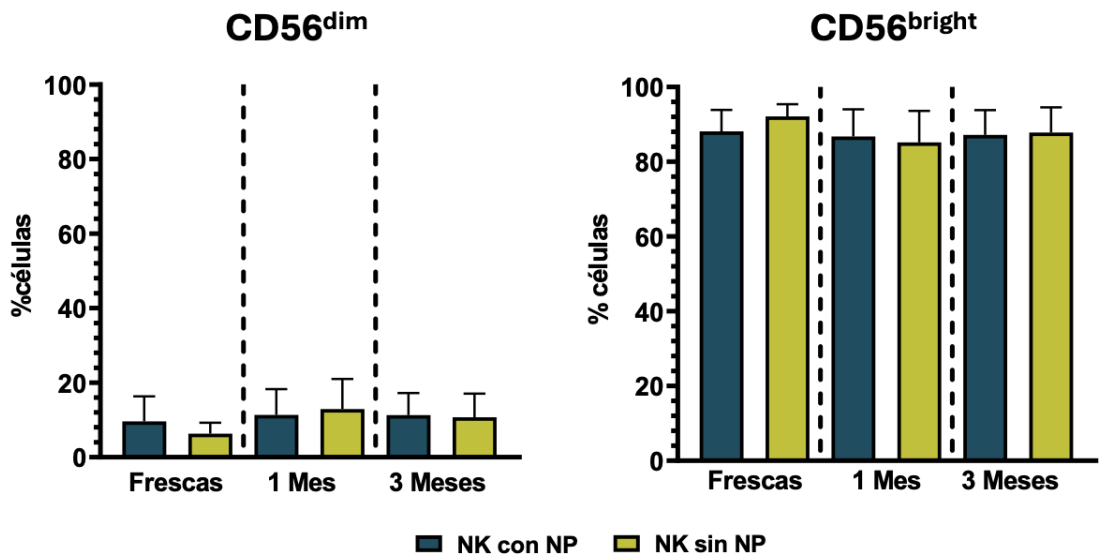 CD56dim
%células
100
80
60
40
20
0
Frescas 1 Mes 3 Meses
CD56bright
% células
100
80
60
40
20
0
Frescas 1 Mes 3 Meses
NK con NP NK sin NP